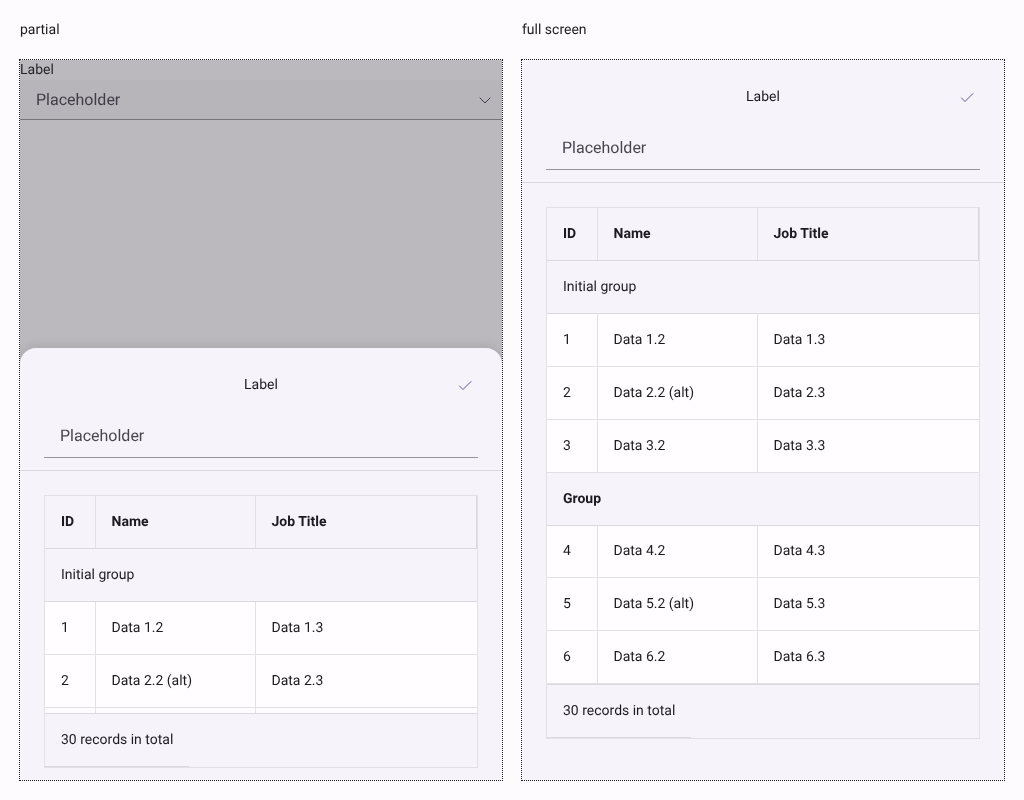 partial
Label
Placeholder
Label
Placeholder
ID Name Job Title
Initial group
1 Data 1.2 Data 1.3
2 Data 2.2 (alt) Data 2.3
30 records in total
full screen
Label
Placeholder
ID Name Job Title
Initial group
1 Data 1.2 Data 1.3
2 Data 2.2 (alt) Data 2.3
3 Data 3.2 Data 3.3
Group
4 Data 4.2 Data 4.3
5 Data 5.2 (alt) Data 5.3
6 Data 6.2 Data 6.3
30 records in total